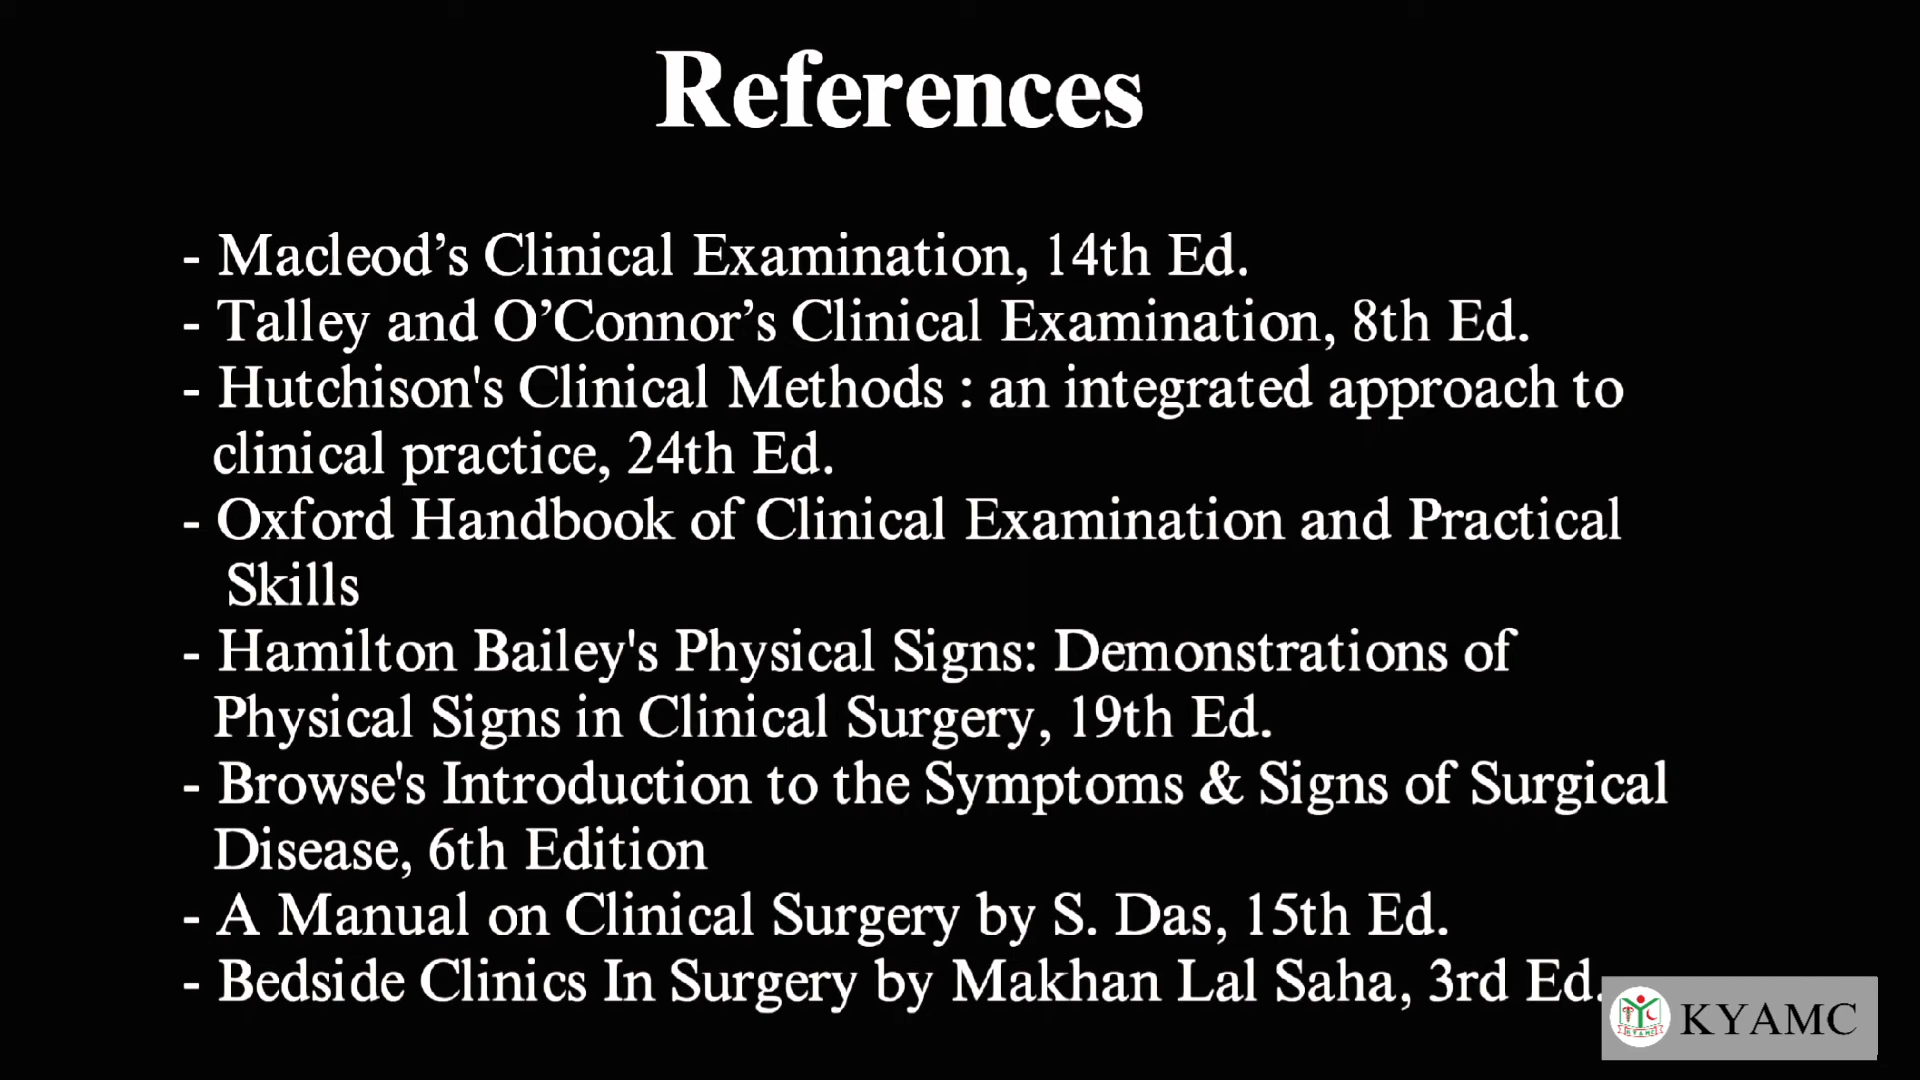 References
- Macleod’s Clinical Examination, 14th Ed.
- Talley and O’Connor’s Clinical Examination, 8th Ed.
- Hutchison's Clinical Methods : an integrated approach to
clinical practice, 24th Ed.
- Oxford Handbook of Clinical Examination and Practical
Skills
- Hamilton Bailey's Physical Signs: Demonstrations of
Physical Signs in Clinical Surgery, 19th Ed.
- Browse's Introduction to the Symptoms & Signs of Surgical
Disease, 6th Edition
- A Manual on Clinical Surgery by S. Das, 15th Ed.
- Bedside Clinics In Surgery by Makhan Lal Saha, 3rd Ed.
KYAMC